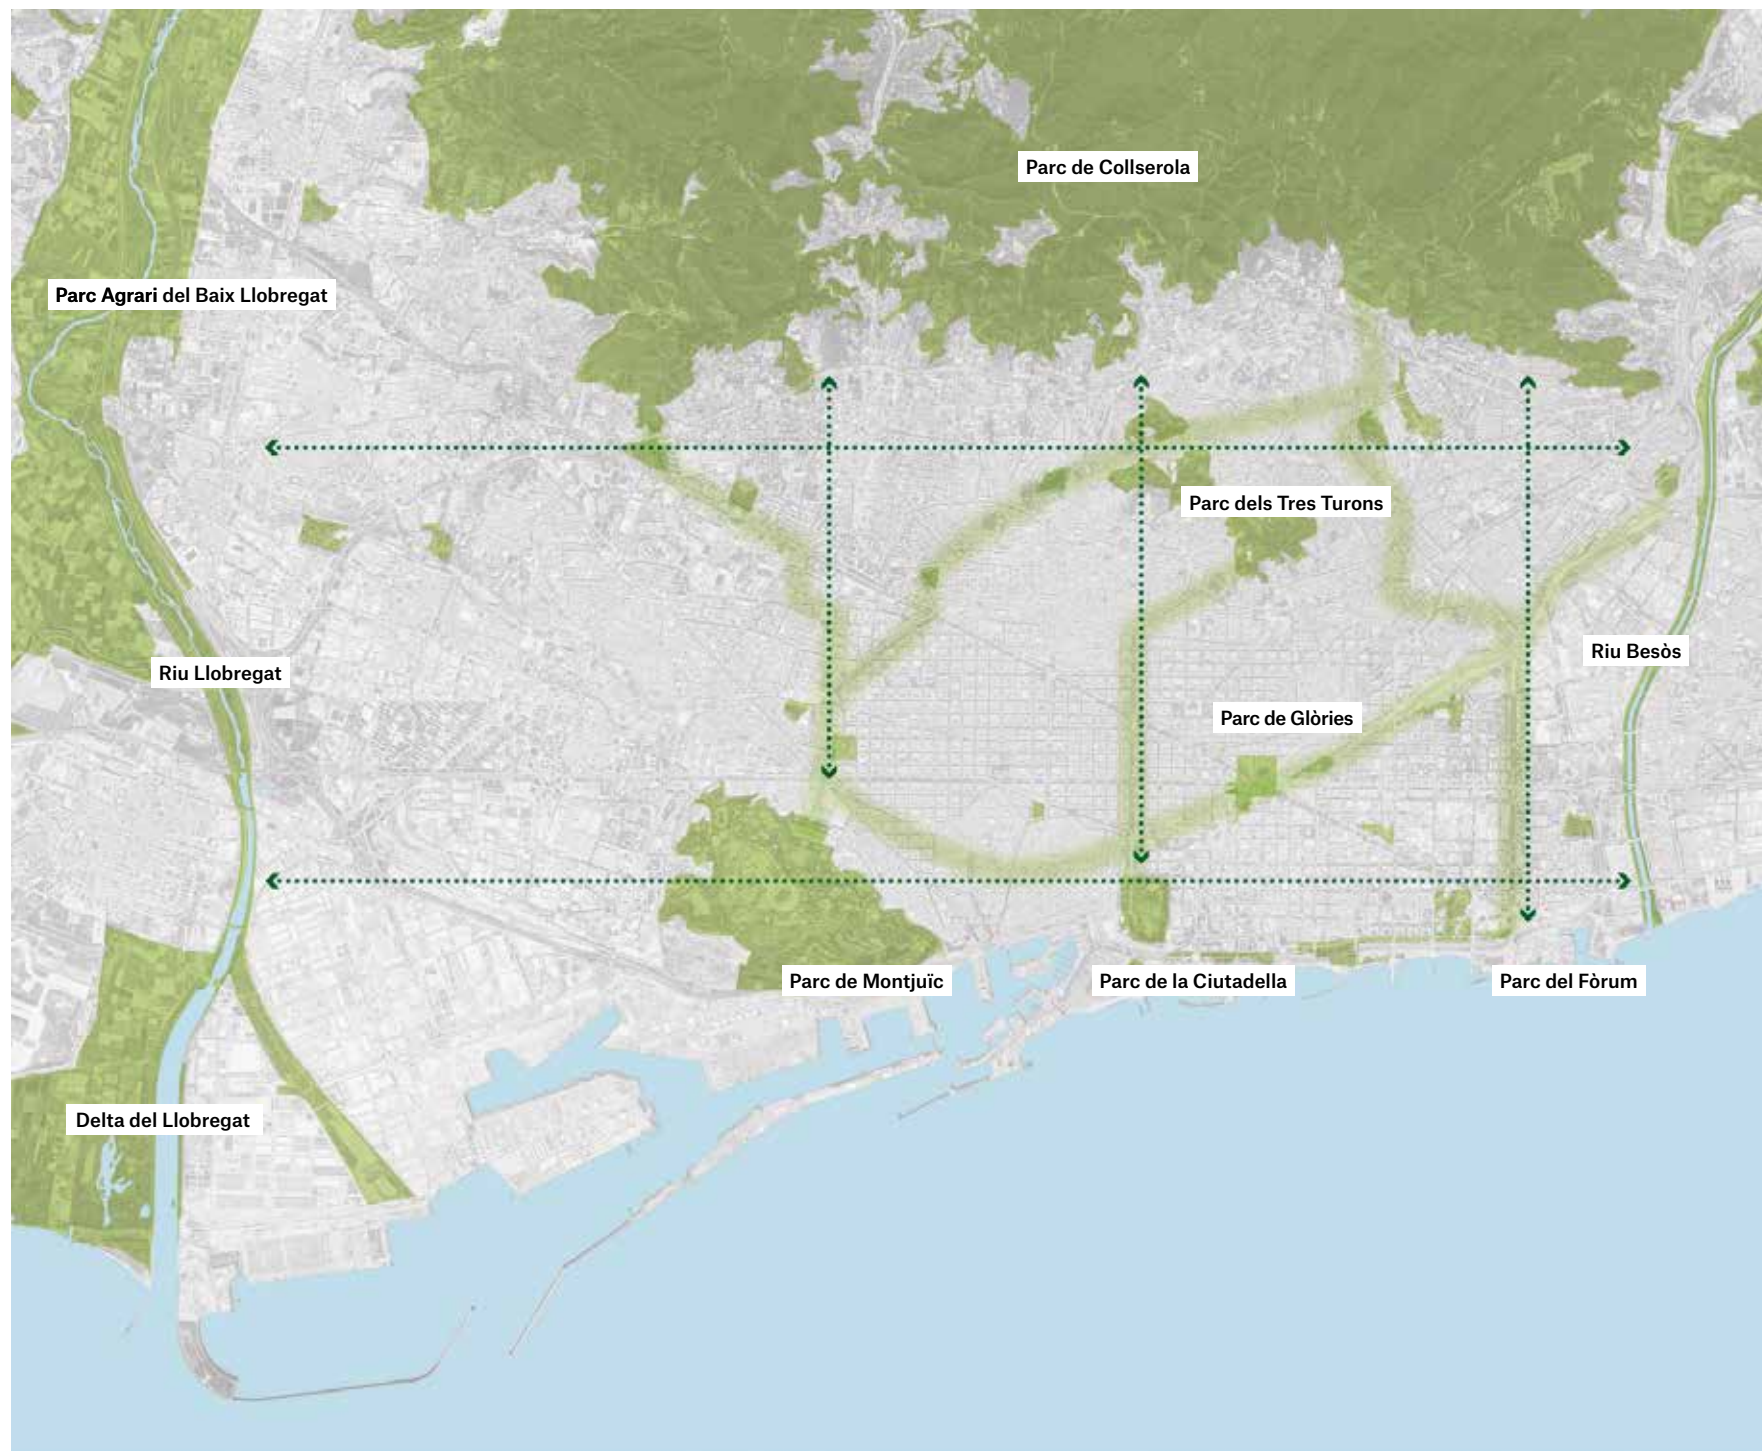 Parc de Collserola
Parc Agrari del Baix Llobregat
Parc dels Tres Turons
Riu Besòs
Riu Llobregat
Parc de Glòries
Parc de Montjuïc
Parc de la Ciutadella
Parc del Fòrum
Delta del Llobregat